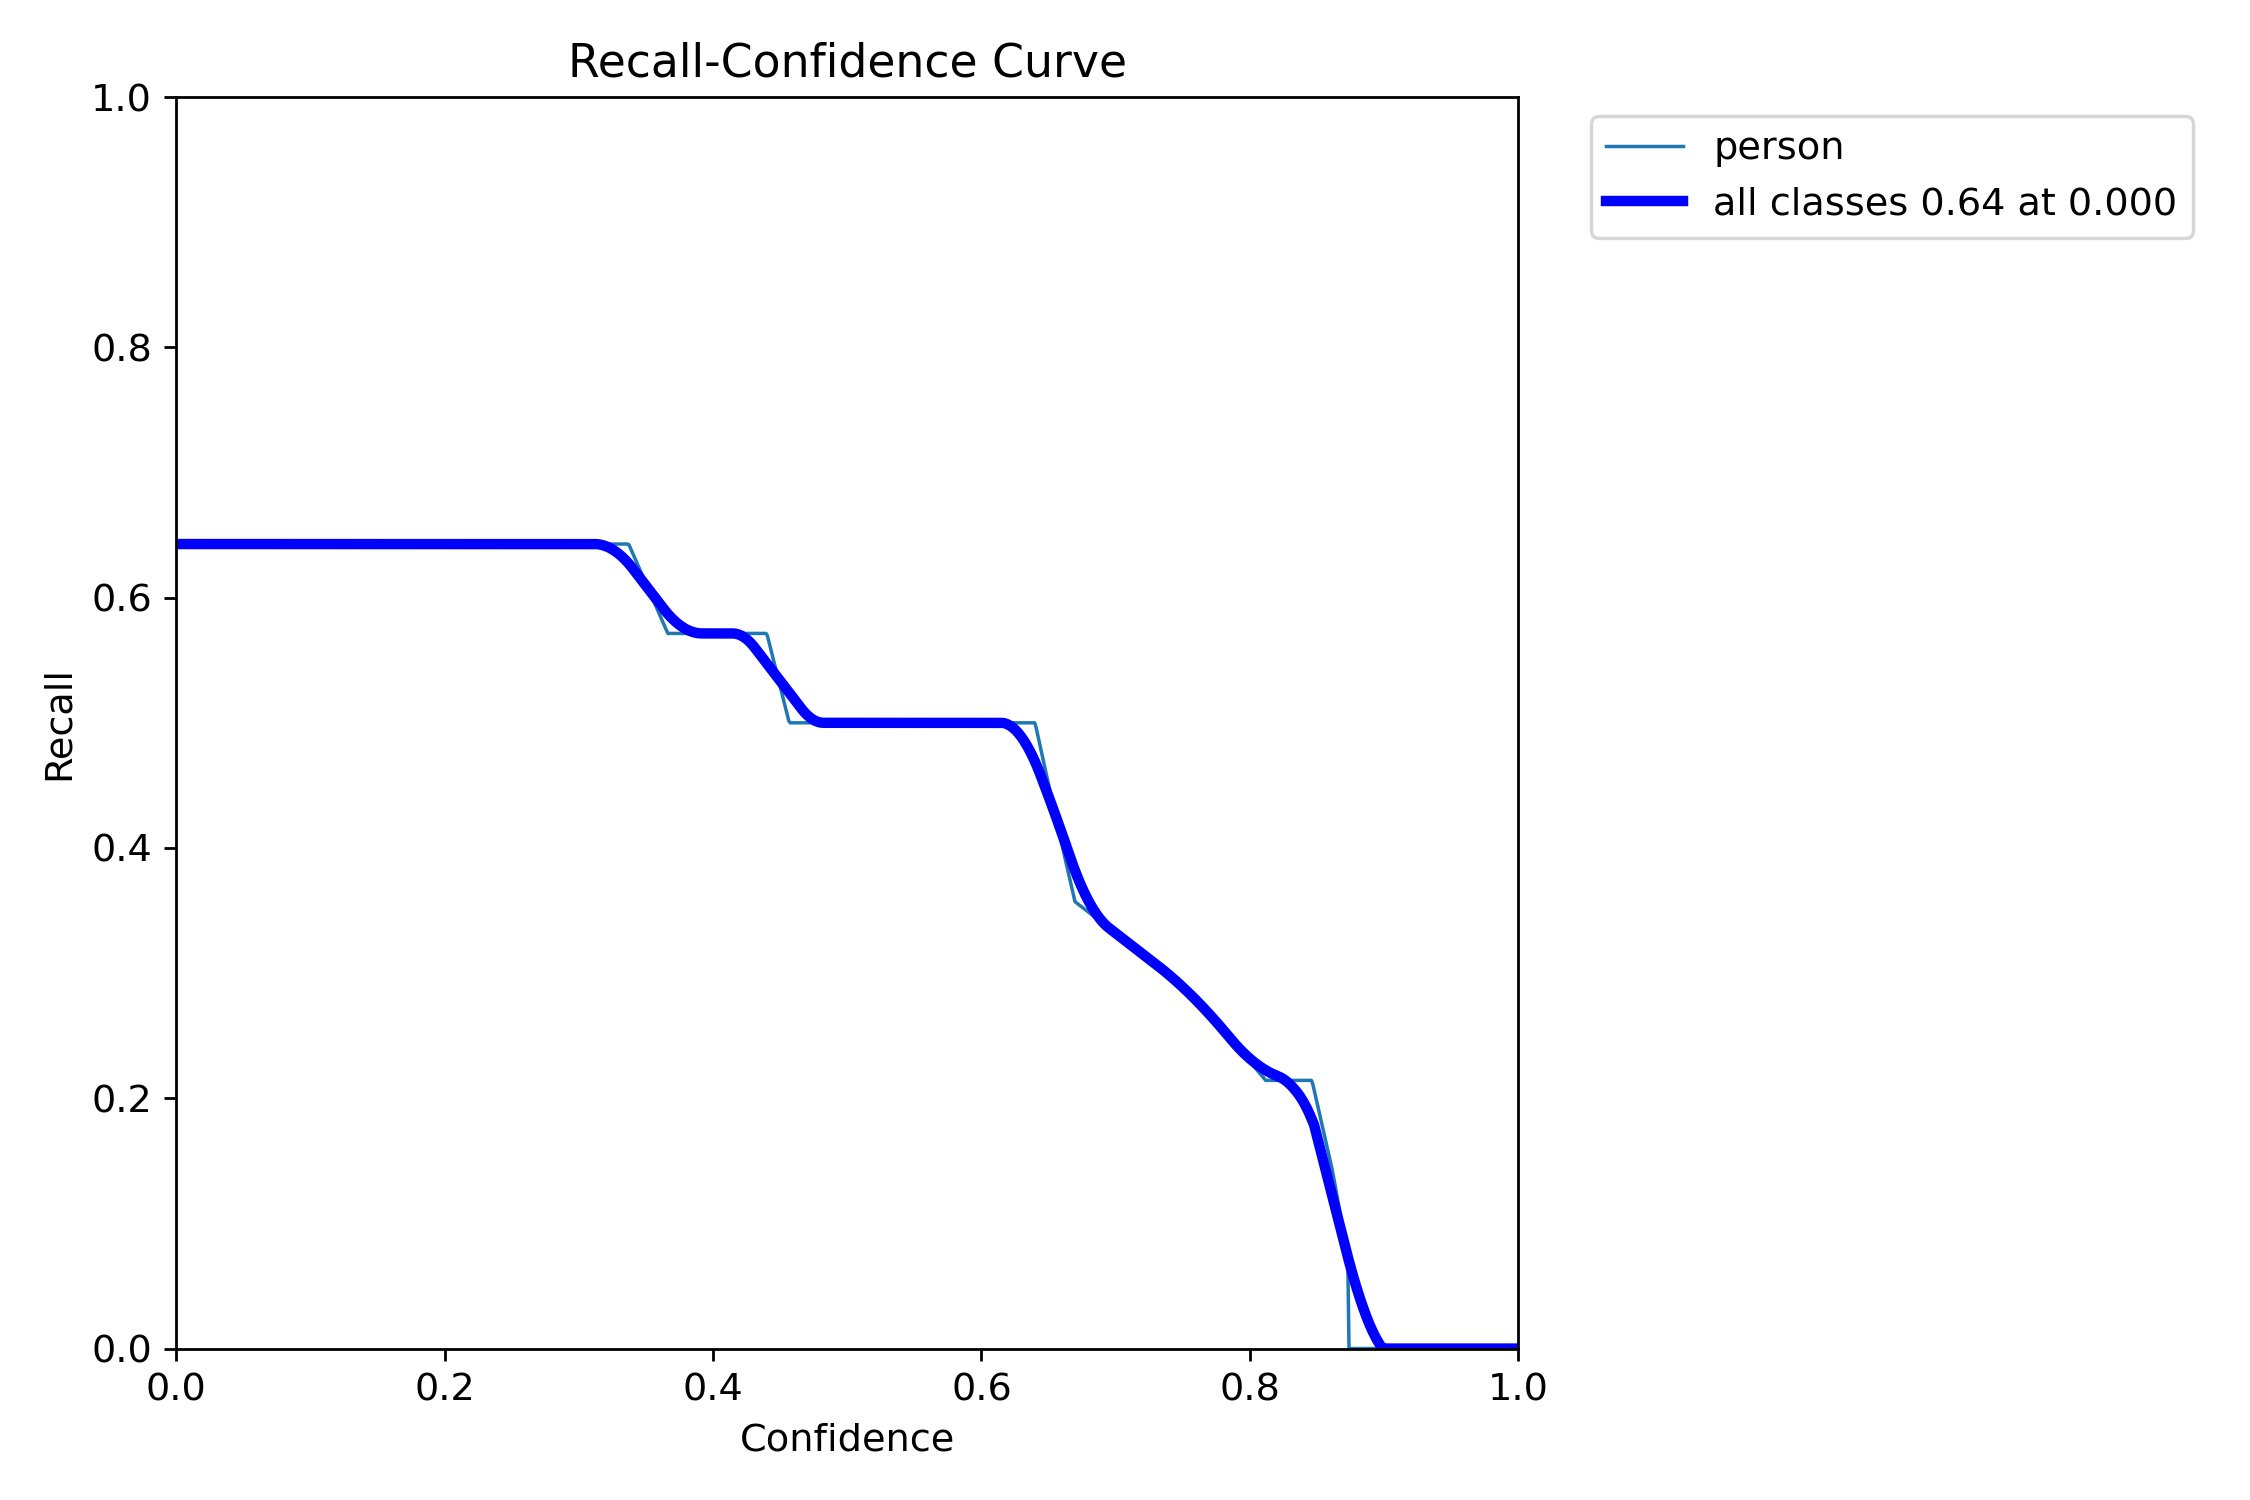 Recall-Confidence Curve
1.0
0.8
0.6
0.4
0.2
0.0
Recall
0.0 0.2 0.4 0.6 0.8 1.0
Confidence
person
all classes 0.64 at 0.000